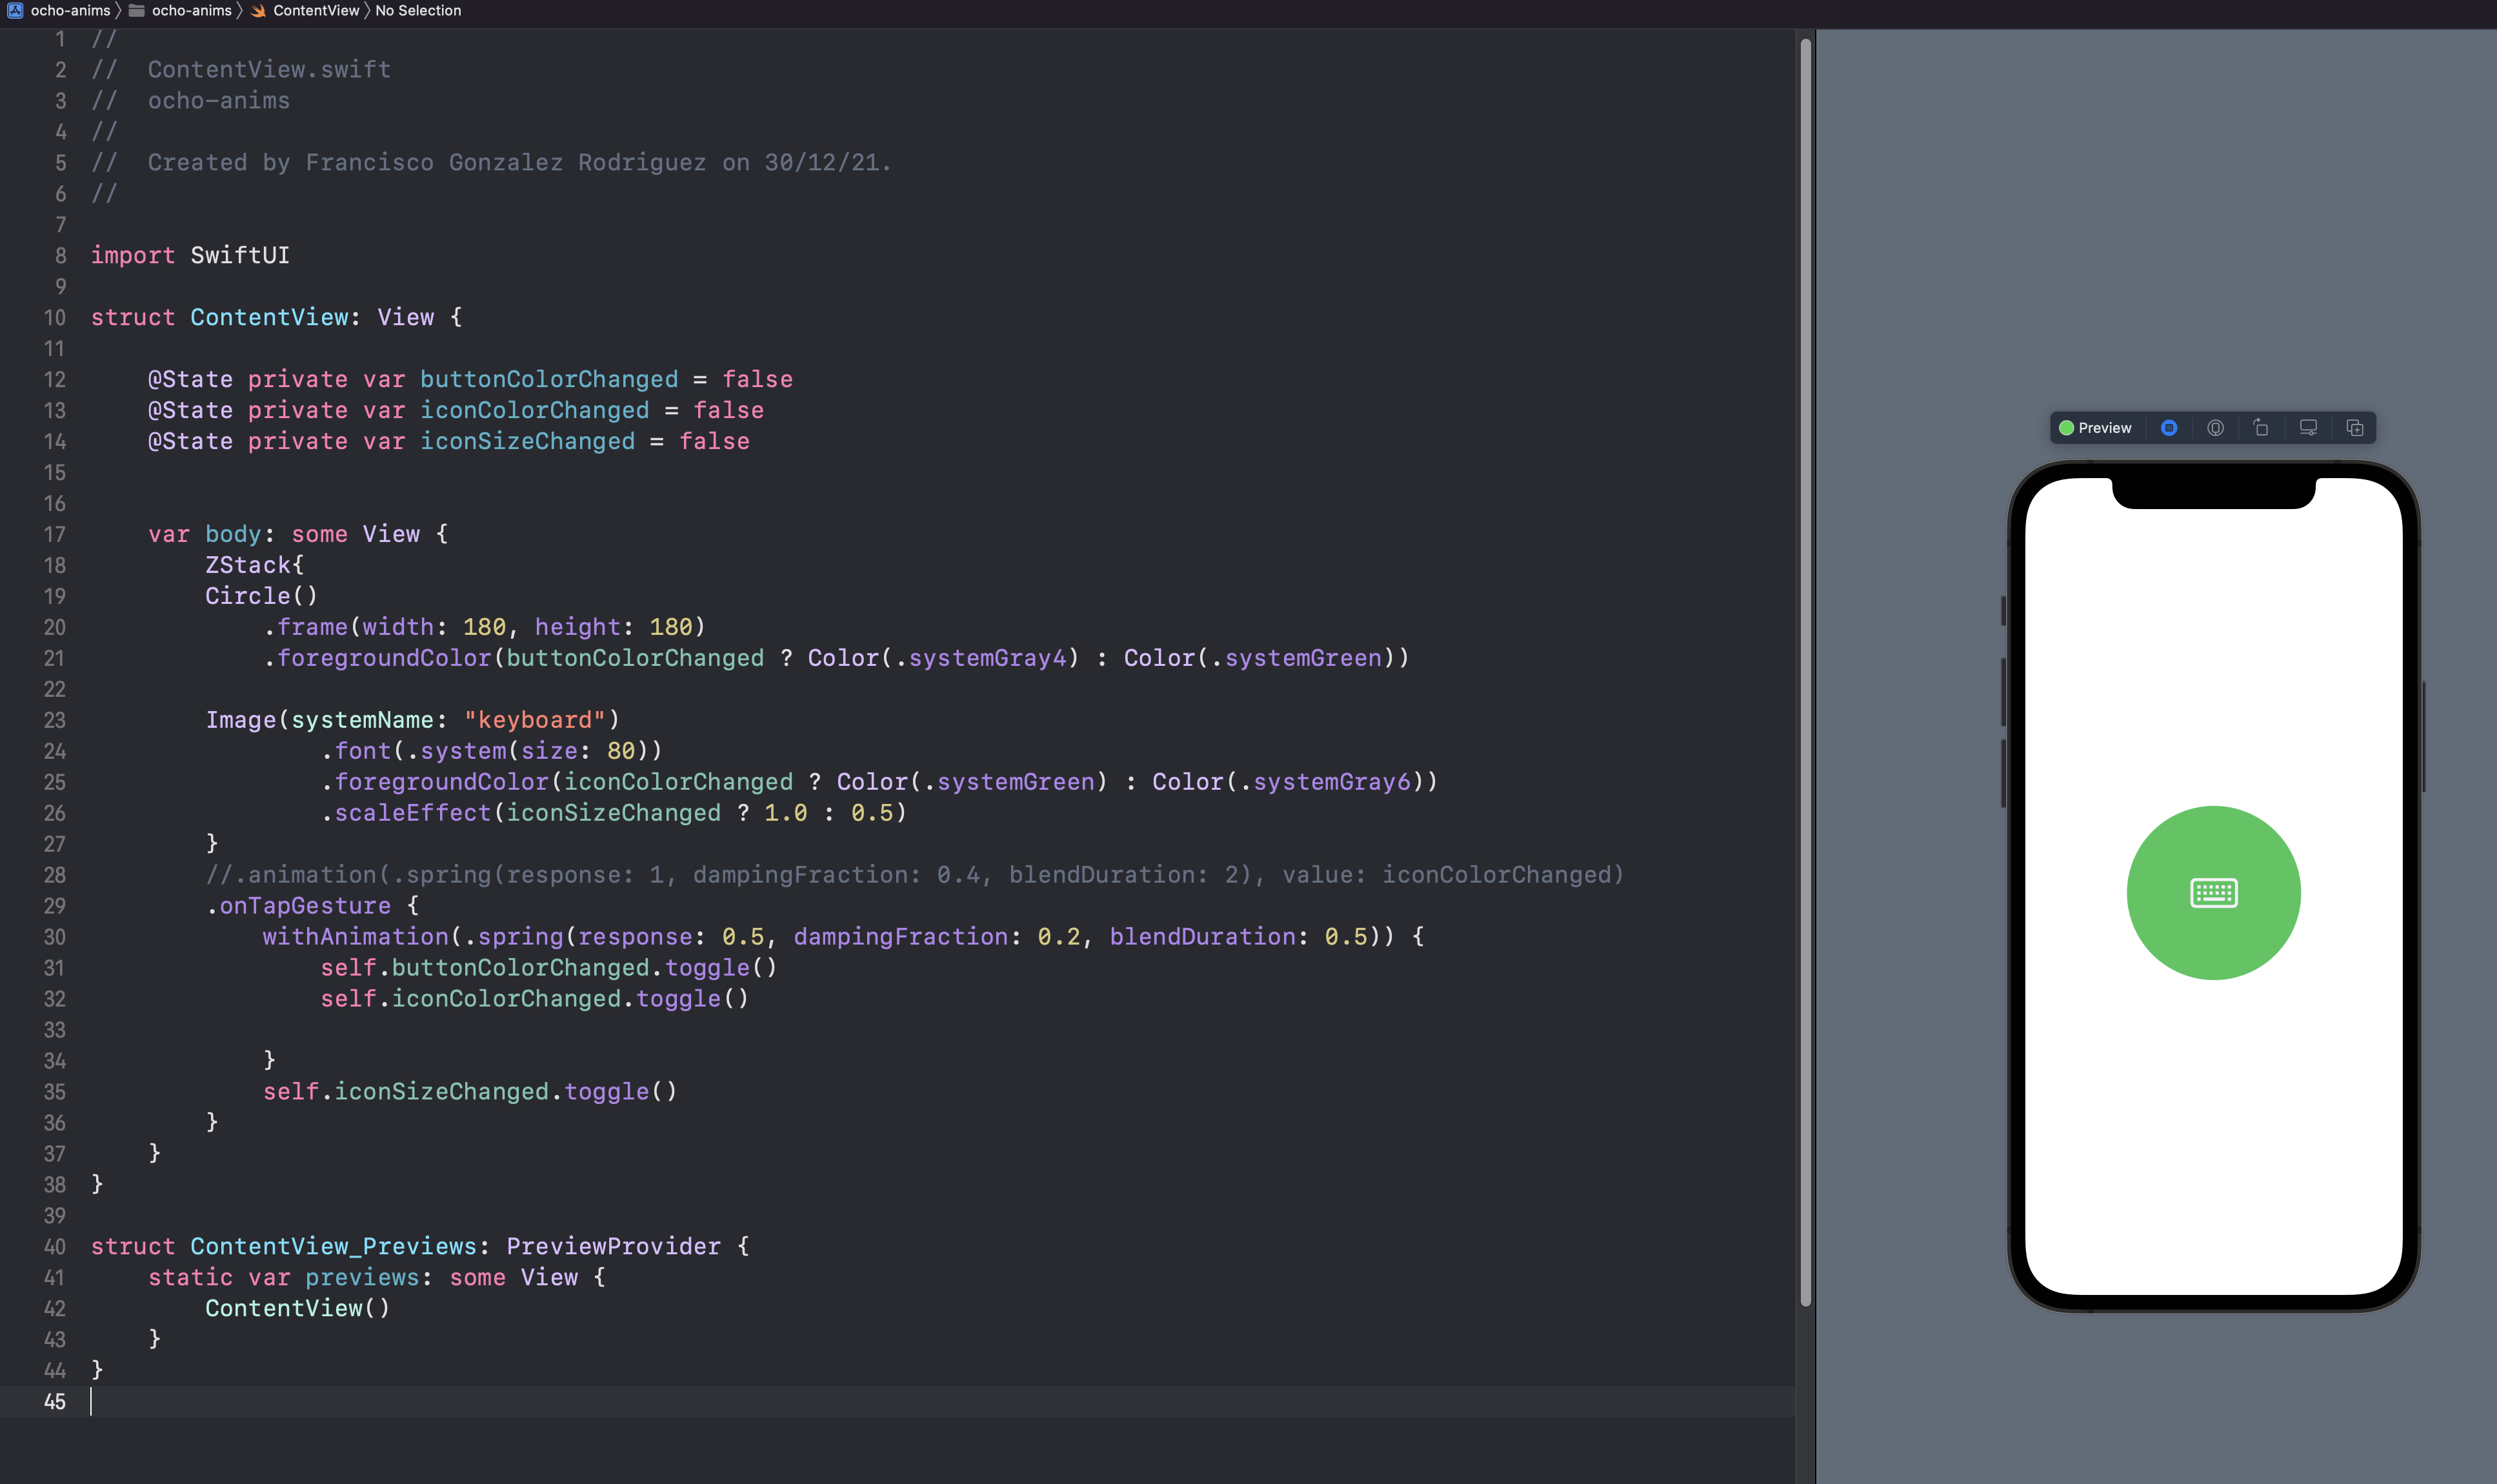 ocho-anims 〉 ocho-anims 〉 ContentView 〉 No Selection
1 //
2 //  ContentView.swift
3 //  ocho-anims
4 //
5 //  Created by Francisco Gonzalez Rodriguez on 30/12/21.
6 //
7
8 import SwiftUI
9
10 struct ContentView: View {
11
12     @State private var buttonColorChanged = false
13     @State private var iconColorChanged = false
14     @State private var iconSizeChanged = false
15
16
17     var body: some View {
18         ZStack{
19         Circle()
20             .frame(width: 180, height: 180)
21             .foregroundColor(buttonColorChanged ? Color(.systemGray4) : Color(.systemGreen))
22
23         Image(systemName: "keyboard")
24                 .font(.system(size: 80))
25                 .foregroundColor(iconColorChanged ? Color(.systemGreen) : Color(.systemGray6))
26                 .scaleEffect(iconSizeChanged ? 1.0 : 0.5)
27         }
28         //.animation(.spring(response: 1, dampingFraction: 0.4, blendDuration: 2), value: iconColorChanged)
29         .onTapGesture {
30             withAnimation(.spring(response: 0.5, dampingFraction: 0.2, blendDuration: 0.5)) {
31                 self.buttonColorChanged.toggle()
32                 self.iconColorChanged.toggle()
33
34             }
35             self.iconSizeChanged.toggle()
36         }
37     }
38 }
39
40 struct ContentView_Previews: PreviewProvider {
41     static var previews: some View {
42         ContentView()
43     }
44 }
45
Preview